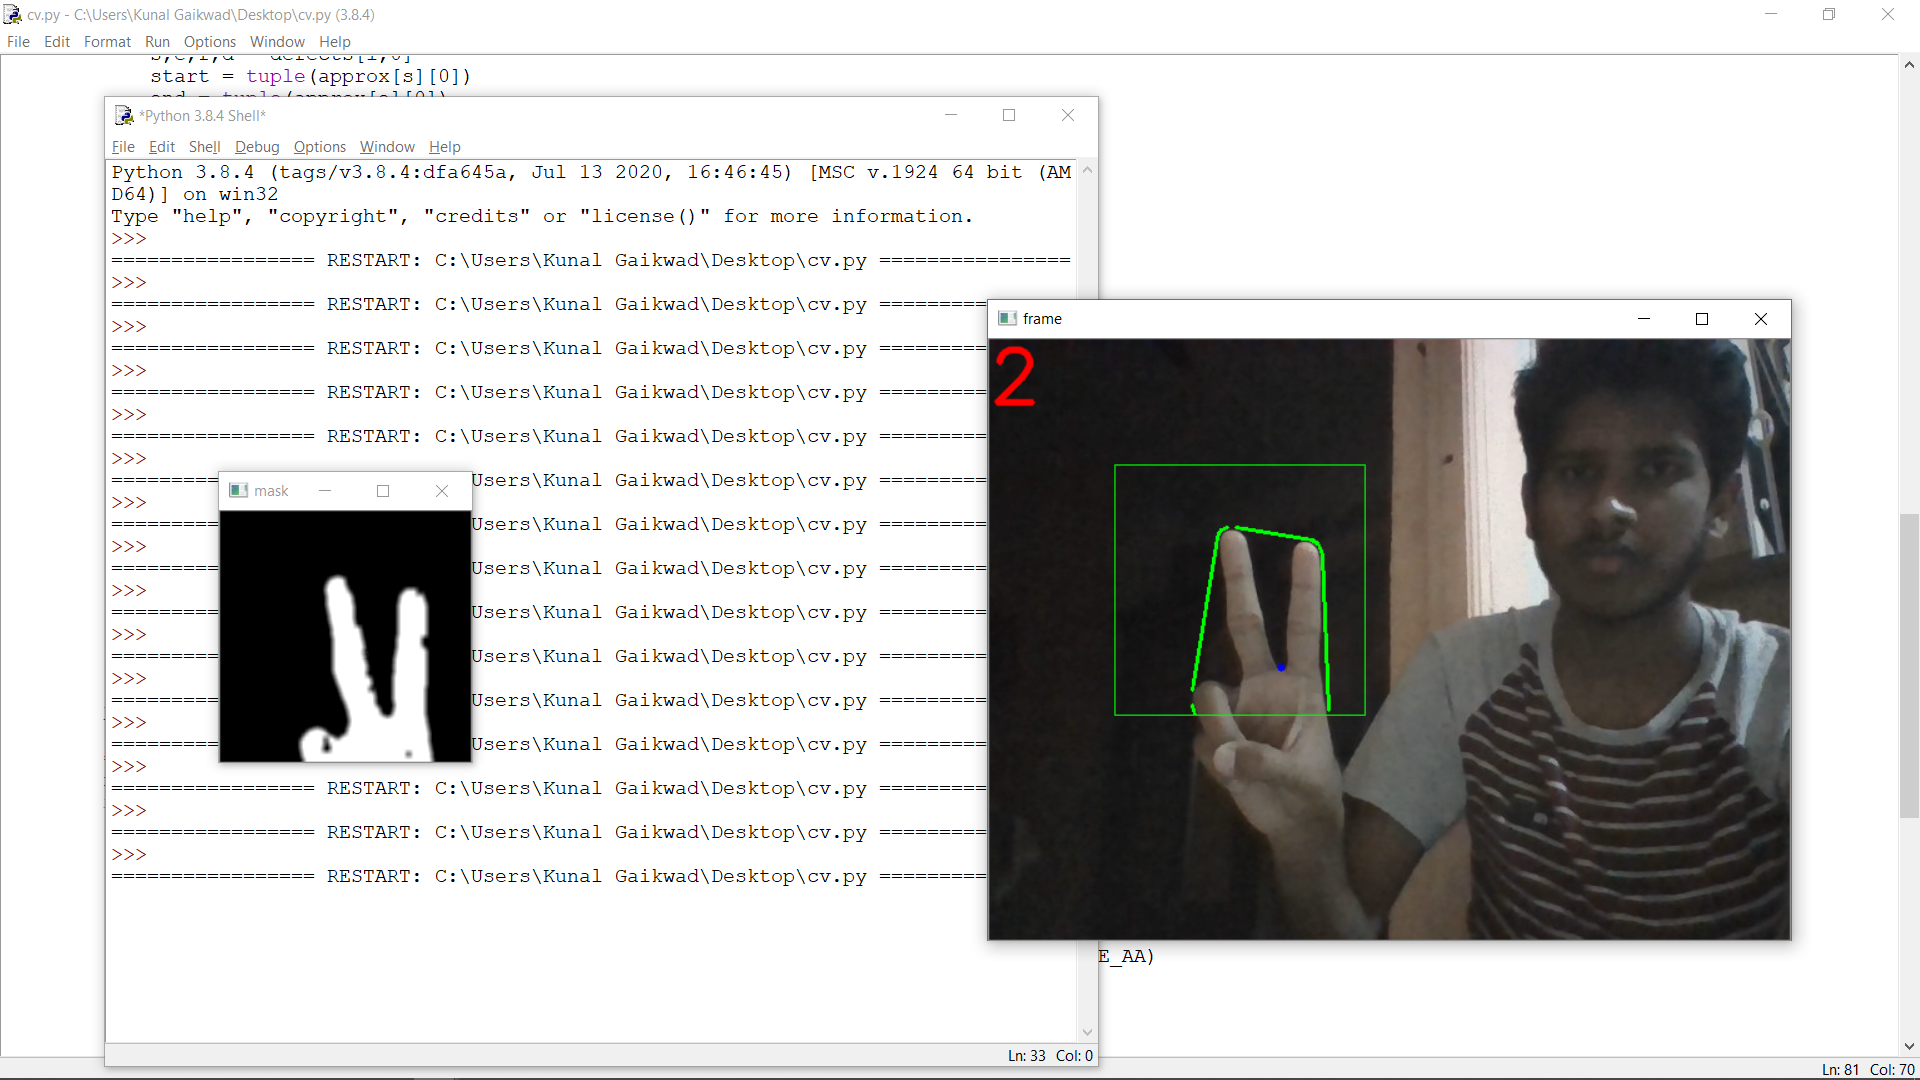 cv.py - C:\Users\Kunal Gaikwad\Desktop\cv.py (3.8.4)
File Edit Format Run Options Window Help
start = tuple(approx[s][0])
*Python 3.8.4 Shell*
File Edit Shell Debug Options Window Help
Python 3.8.4 (tags/v3.8.4:dfa645a, Jul 13 2020, 16:46:45) [MSC v.1924 64 bit (AM
D64)] on win32
Type "help", "copyright", "credits" or "license()" for more information.
>>>
================= RESTART: C:\Users\Kunal Gaikwad\Desktop\cv.py ================
>>>
================= RESTART: C:\Users\Kunal Gaikwad\Desktop\cv.py =========
>>>
================= RESTART: C:\Users\Kunal Gaikwad\Desktop\cv.py =========
>>>
================= RESTART: C:\Users\Kunal Gaikwad\Desktop\cv.py =========
>>>
================= RESTART: C:\Users\Kunal Gaikwad\Desktop\cv.py =========
>>>
========= Users\Kunal Gaikwad\Desktop\cv.py =========
>>>
========= Users\Kunal Gaikwad\Desktop\cv.py =========
>>>
========= Users\Kunal Gaikwad\Desktop\cv.py =========
>>>
========= Users\Kunal Gaikwad\Desktop\cv.py =========
>>>
========= Users\Kunal Gaikwad\Desktop\cv.py =========
>>>
========= Users\Kunal Gaikwad\Desktop\cv.py =========
>>>
========= Users\Kunal Gaikwad\Desktop\cv.py =========
>>>
================= RESTART: C:\Users\Kunal Gaikwad\Desktop\cv.py =========
>>>
================= RESTART: C:\Users\Kunal Gaikwad\Desktop\cv.py =========
>>>
================= RESTART: C:\Users\Kunal Gaikwad\Desktop\cv.py =========
Ln: 33 Col: 0
mask
frame
2
E_AA)
Ln: 81 Col: 70